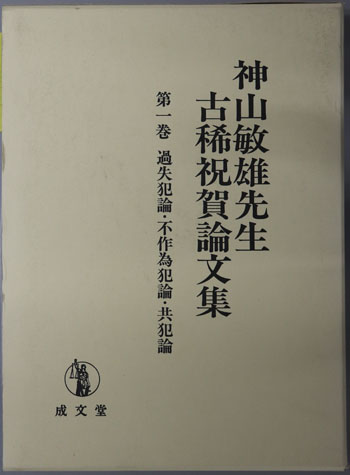 神山敏雄先生
古稀祝賀論文集
第一巻 過失犯論・不作為犯論・共犯論
成文堂